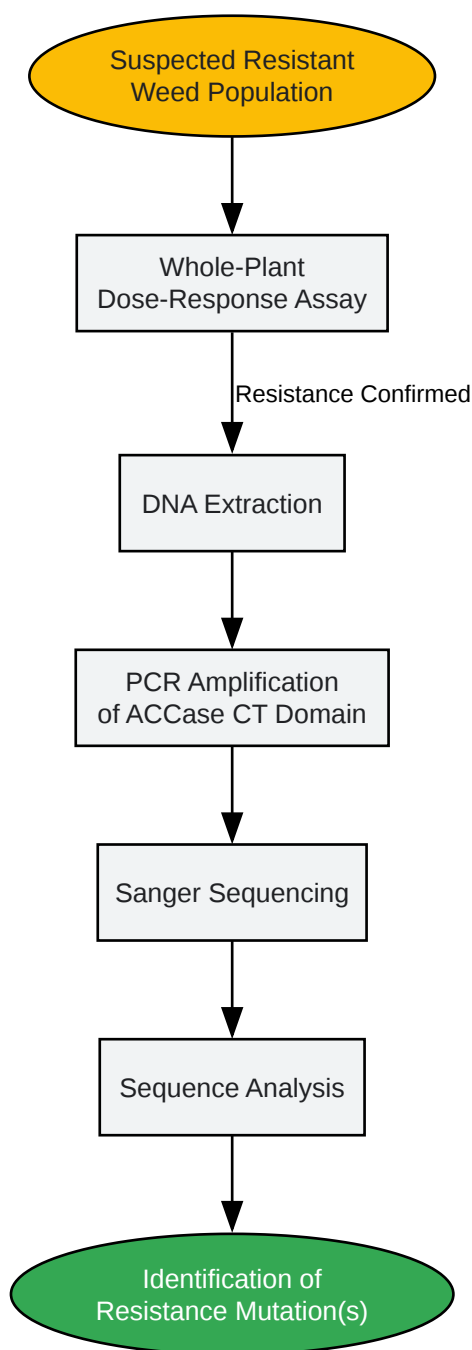 Suspected Resistant
Weed Population
Whole-Plant
Dose-Response Assay
Resistance Confirmed
DNA Extraction
PCR Amplification
of ACCase CT Domain
Sanger Sequencing
Sequence Analysis
Identification of
Resistance Mutation(s)